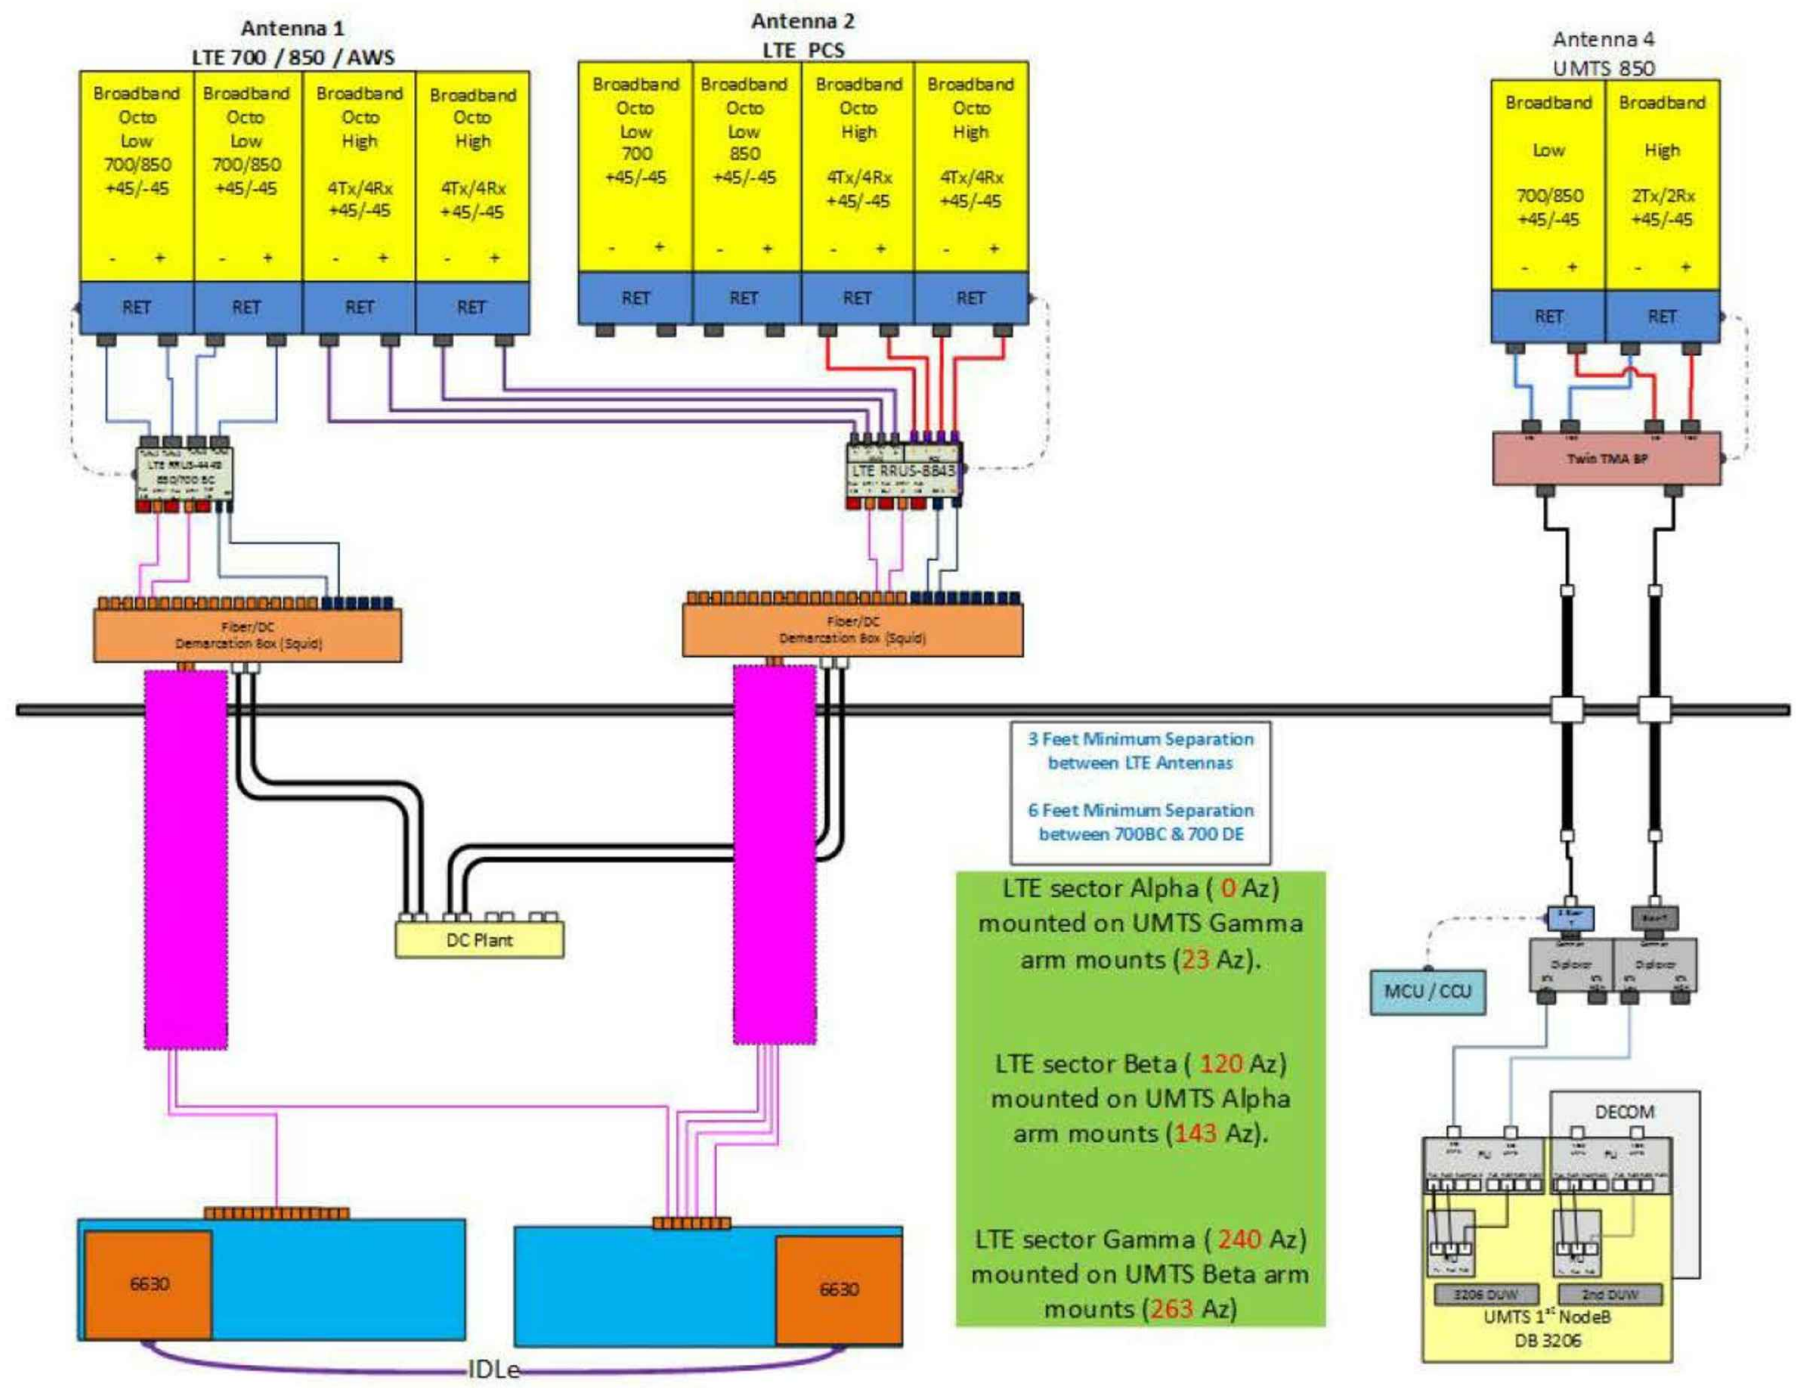 Antenna 1
LTE 700 / 850 / AWS
Broadband
Octo
Low
700/850
+45/-45
- +
RET
Broadband
Octo
Low
700/850
+45/-45
- +
RET
Broadband
Octo
High
4Tx/4Rx
+45/-45
- +
RET
Broadband
Octo
High
4Tx/4Rx
+45/-45
- +
RET
Antenna 2
LTE PCS
Broadband
Octo
Low
700
+45/-45
- +
RET
Broadband
Octo
Low
850
+45/-45
- +
RET
Broadband
Octo
High
4Tx/4Rx
+45/-45
- +
RET
Broadband
Octo
High
4Tx/4Rx
+45/-45
- +
RET
Antenna 4
UMTS 850
Broadband
Low
700/850
+45/-45
- +
RET
Broadband
High
2Tx/2Rx
+45/-45
- +
RET
LTE RRUS-4449
850/700 BC
LTE RRUS-8843
Twin TMA BP
Fiber/DC
Demarcation Box (Squid)
Fiber/DC
Demarcation Box (Squid)
3 Feet Minimum Separation
between LTE Antennas
6 Feet Minimum Separation
between 700BC & 700 DE
DC Plant
LTE sector Alpha ( 0 Az)
mounted on UMTS Gamma
arm mounts (23 Az).
LTE sector Beta ( 120 Az)
mounted on UMTS Alpha
arm mounts (143 Az).
LTE sector Gamma ( 240 Az)
mounted on UMTS Beta arm
mounts (263 Az)
Diplexer
Diplexer
MCU / CCU
DECOM
6630
6630
IDLe
3206 DUW
2nd DUW
UMTS 1st NodeB
DB 3206